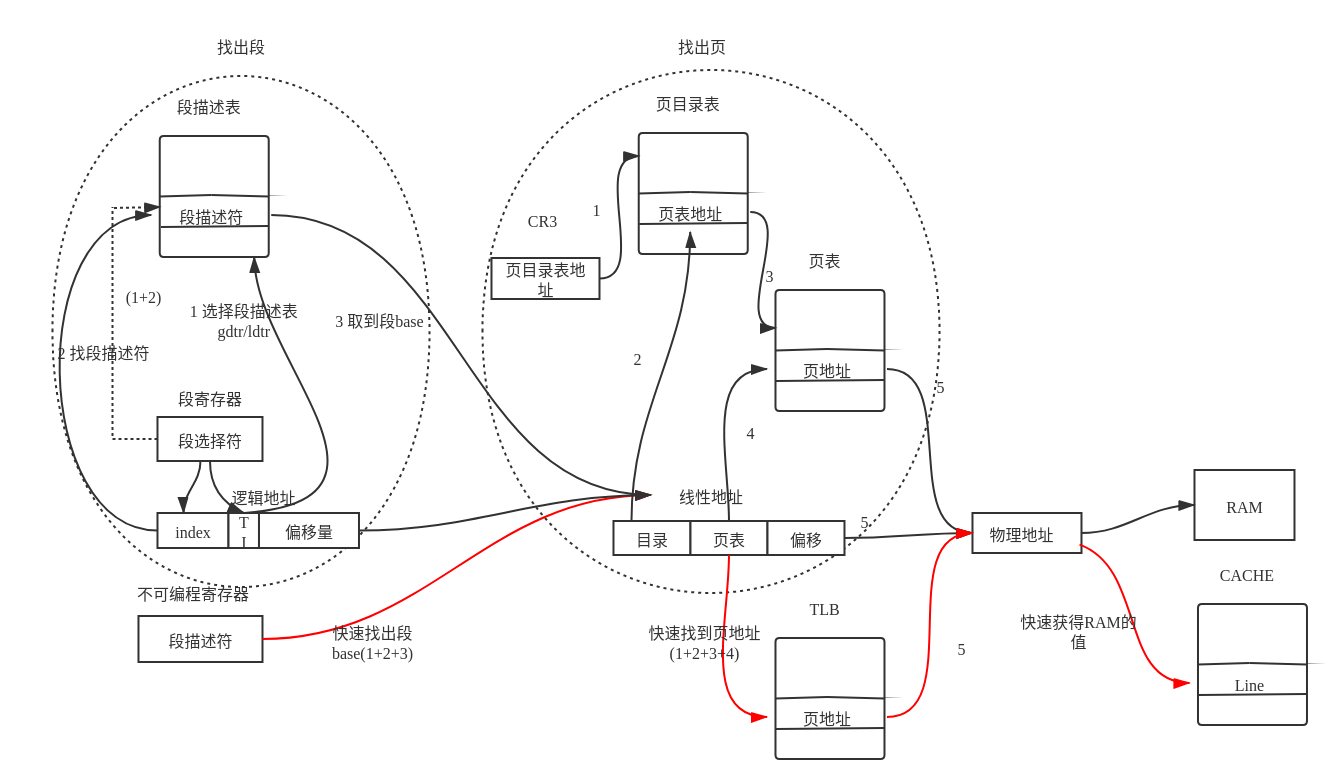 找出段
段描述表
段描述符
(1+2)
1 选择段描述表
gdtr/ldtr
3 取到段base
2 找段描述符
段寄存器
段选择符
逻辑地址
index
T
I
偏移量
不可编程寄存器
段描述符
快速找出段
base(1+2+3)
找出页
页目录表
页表地址
CR3
1
页目录表地
址
3
页表
页地址
2
4
5
线性地址
目录
页表
偏移
5
物理地址
RAM
CACHE
快速获得RAM的
值
Line
TLB
快速找到页地址
(1+2+3+4)
页地址
5